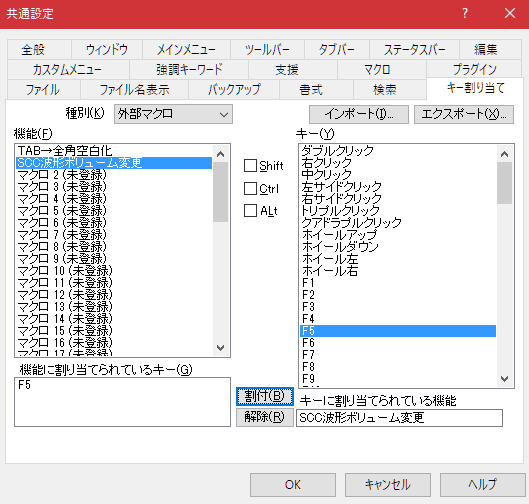 共通設定
全般 ウィンドウ メインメニュー ツールバー タブバー ステータスバー 編集
カスタムメニュー 強調キーワード 支援 マクロ プラグイン
ファイル ファイル名表示 バックアップ 書式 検索 キー割り当て
種別(K) 外部マクロ
インポート(I)... エクスポート(X)...
機能(F)
TAB→全角空白化
SCC波形ボリューム変更
マクロ 2 (未登録)
マクロ 3 (未登録)
マクロ 4 (未登録)
マクロ 5 (未登録)
マクロ 6 (未登録)
マクロ 7 (未登録)
マクロ 8 (未登録)
マクロ 9 (未登録)
マクロ 10 (未登録)
マクロ 11 (未登録)
マクロ 12 (未登録)
マクロ 13 (未登録)
マクロ 14 (未登録)
マクロ 15 (未登録)
マクロ 16 (未登録)
マクロ 17 (未登録)
Shift
Ctrl
ALt
キー(Y)
ダブルクリック
右クリック
中クリック
左サイドクリック
右サイドクリック
トリプルクリック
クアドラプルクリック
ホイールアップ
ホイールダウン
ホイール左
ホイール右
F1
F2
F3
F4
F5
F6
F7
F8
F9
機能に割り当てられているキー(G)
F5
割付(B)
解除(R)
キーに割り当てられている機能
SCC波形ボリューム変更
OK キャンセル ヘルプ